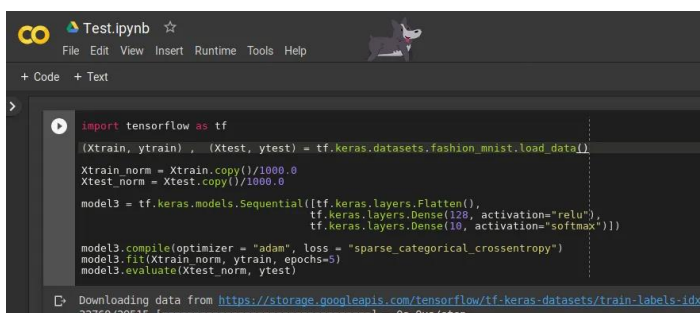 CO Test.ipynb
File Edit View Insert Runtime Tools Help
+ Code + Text
import tensorflow as tf
(Xtrain, ytrain) , (Xtest, ytest) = tf.keras.datasets.fashion_mnist.load_data()
Xtrain_norm = Xtrain.copy()/1000.0
Xtest_norm = Xtest.copy()/1000.0
model3 = tf.keras.models.Sequential([tf.keras.layers.Flatten(),
tf.keras.layers.Dense(128, activation="relu"),
tf.keras.layers.Dense(10, activation="softmax")])
model3.compile(optimizer = "adam", loss = "sparse_categorical_crossentropy")
model3.fit(Xtrain_norm, ytrain, epochs=5)
model3.evaluate(Xtest_norm, ytest)
Downloading data from https://storage.googleapis.com/tensorflow/tf-keras-datasets/train-labels-idx